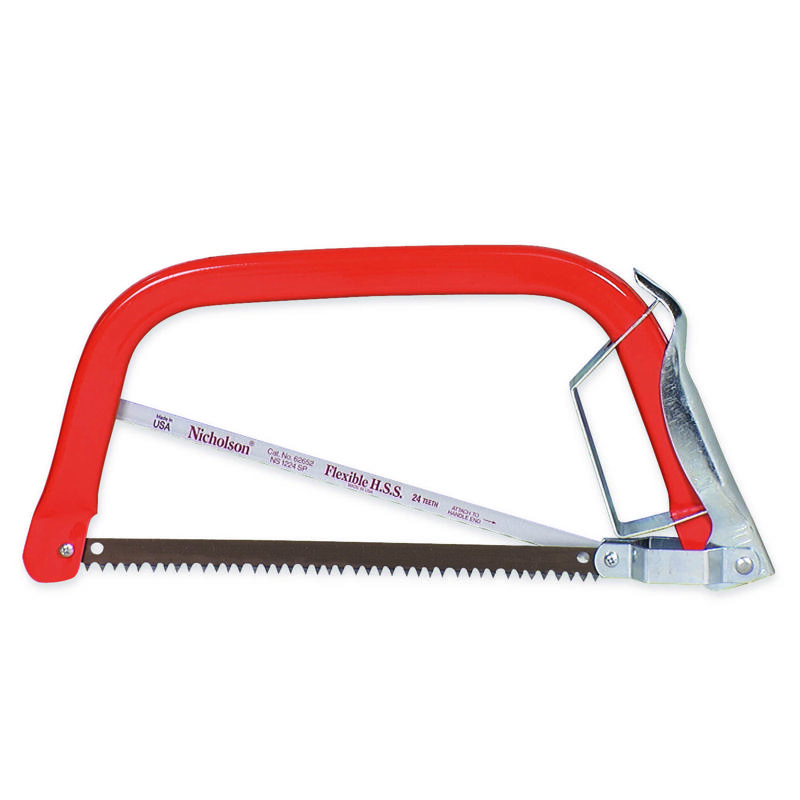 Made in
USA
Nicholson®
Cat. No. 62652
NS 1224 SP
Flexible H.S.S.
MADE IN USA
24 TEETH
ATTACH TO
HANDLE END →